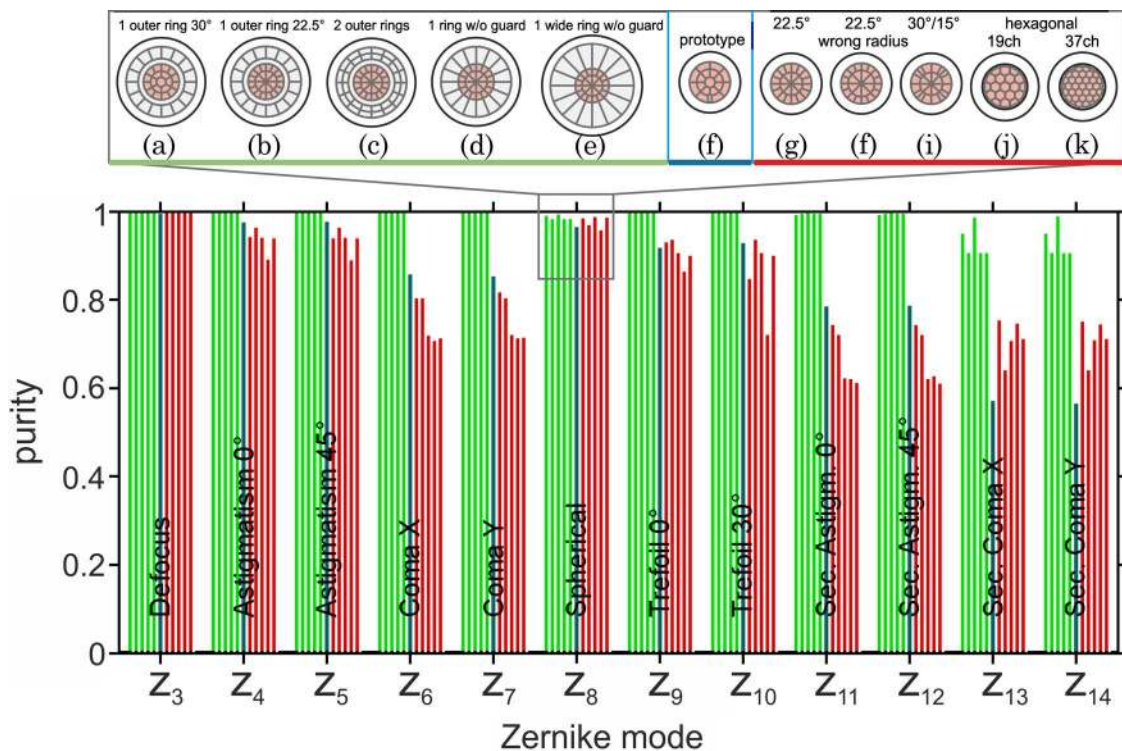 1 outer ring 30° 1 outer ring 22.5° 2 outer rings 1 ring w/o guard 1 wide ring w/o guard prototype 22.5° 22.5° 30°/15° hexagonal
wrong radius 19ch 37ch
(a) (b) (c) (d) (e) (f) (g) (f) (i) (j) (k)
purity
1
0.8
0.6
0.4
0.2
0
Defocus
Astigmatism 0°
Astigmatism 45°
Coma X
Coma Y
Spherical
Trefoil 0°
Trefoil 30°
Sec. Astigm. 0°
Sec. Astigm. 45°
Sec. Coma X
Sec. Coma Y
Z₃ Z₄ Z₅ Z₆ Z₇ Z₈ Z₉ Z₁₀ Z₁₁ Z₁₂ Z₁₃ Z₁₄
Zernike mode